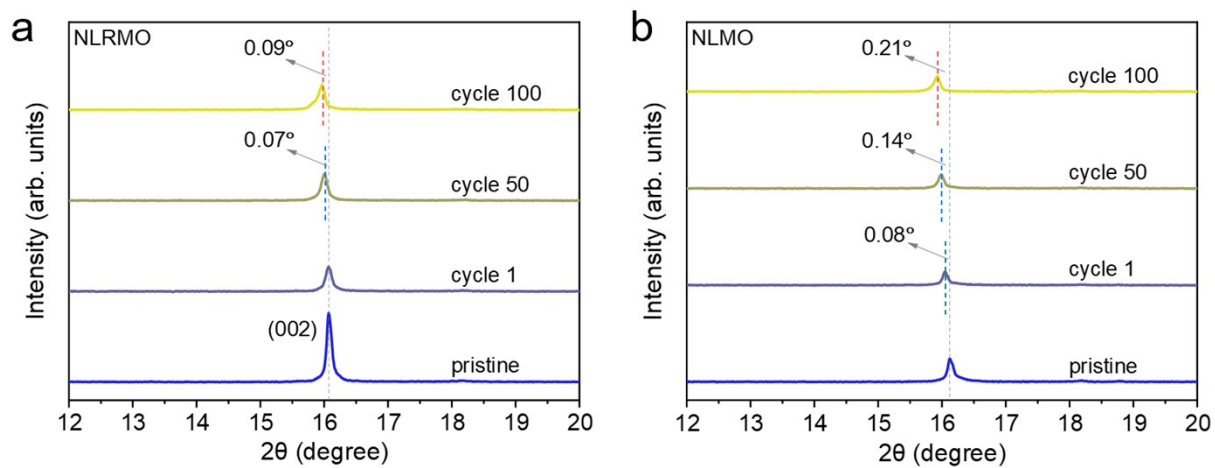 a
NLRMO
0.09°
cycle 100
0.07°
cycle 50
cycle 1
(002)
pristine
12 13 14 15 16 17 18 19 20
2θ (degree)
Intensity (arb. units)
b
NLMO
0.21°
cycle 100
0.14°
cycle 50
0.08°
cycle 1
pristine
12 13 14 15 16 17 18 19 20
2θ (degree)
Intensity (arb. units)